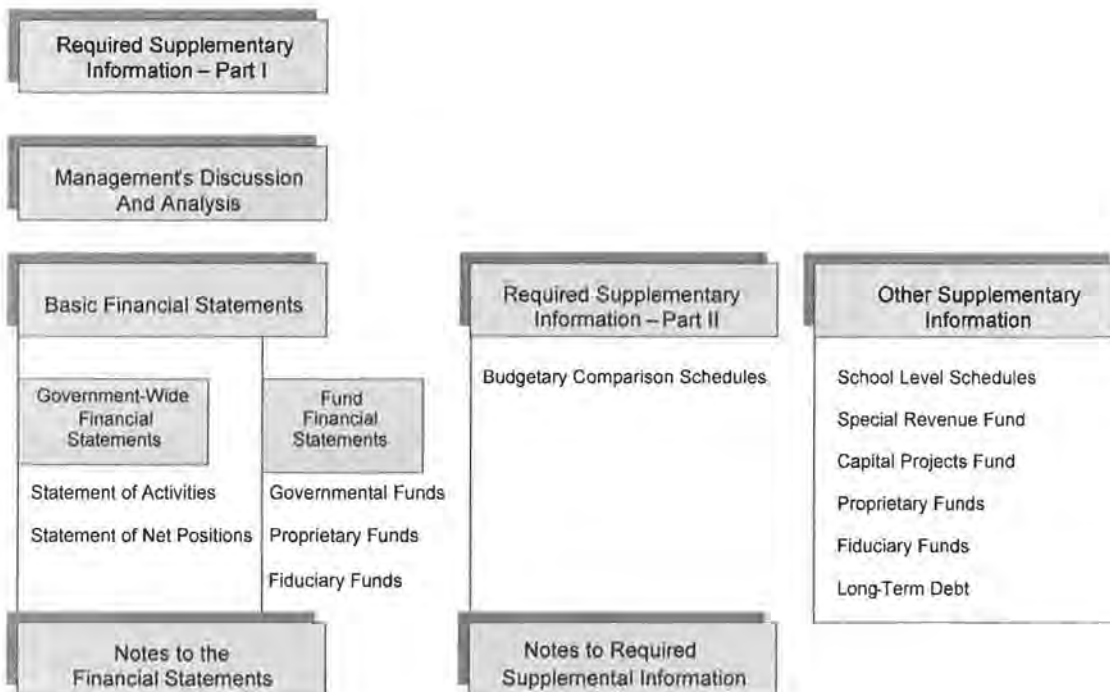 Required Supplementary
Information – Part I
Management's Discussion
And Analysis
Basic Financial Statements
Government-Wide
Financial
Statements
Fund
Financial
Statements
Statement of Activities
Statement of Net Positions
Governmental Funds
Proprietary Funds
Fiduciary Funds
Notes to the
Financial Statements
Required Supplementary
Information – Part II
Budgetary Comparison Schedules
Notes to Required
Supplemental Information
Other Supplementary
Information
School Level Schedules
Special Revenue Fund
Capital Projects Fund
Proprietary Funds
Fiduciary Funds
Long-Term Debt